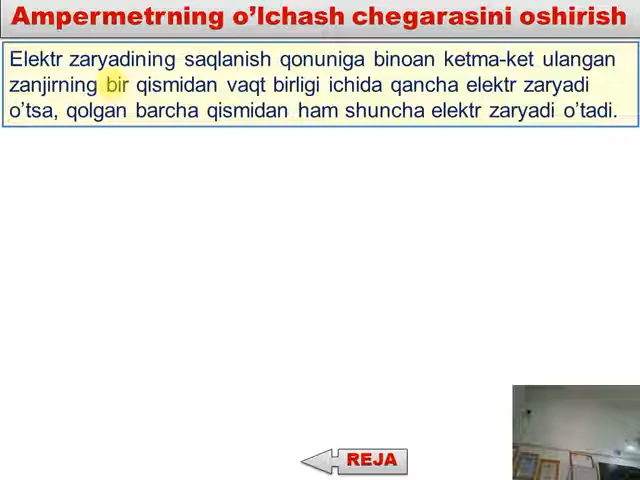 Ampermetrning o’lchash chegarasini oshirish
Elektr zaryadining saqlanish qonuniga binoan ketma-ket ulangan
zanjirning bir qismidan vaqt birligi ichida qancha elektr zaryadi
o’tsa, qolgan barcha qismidan ham shuncha elektr zaryadi o’tadi.
REJA